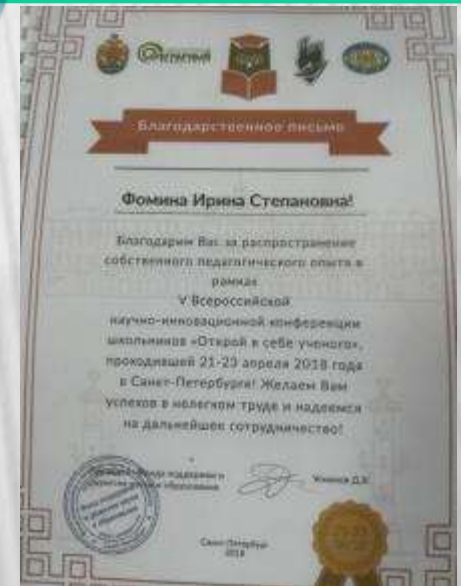 Благодарственное письмо
Фомина Ирина Степановна!
Благодарим Вас за распространение
собственного педагогического опыта в
рамках
V Всероссийской
научно-инновационной конференции
школьников «Открой в себе ученого»,
проходившей 21-23 апреля 2018 года
в Санкт-Петербурге! Желаем Вам
успехов в нелегком труде и надеемся
на дальнейшее сотрудничество!
поддержки и
образования
Д.У.
Санкт-Петербург
2018